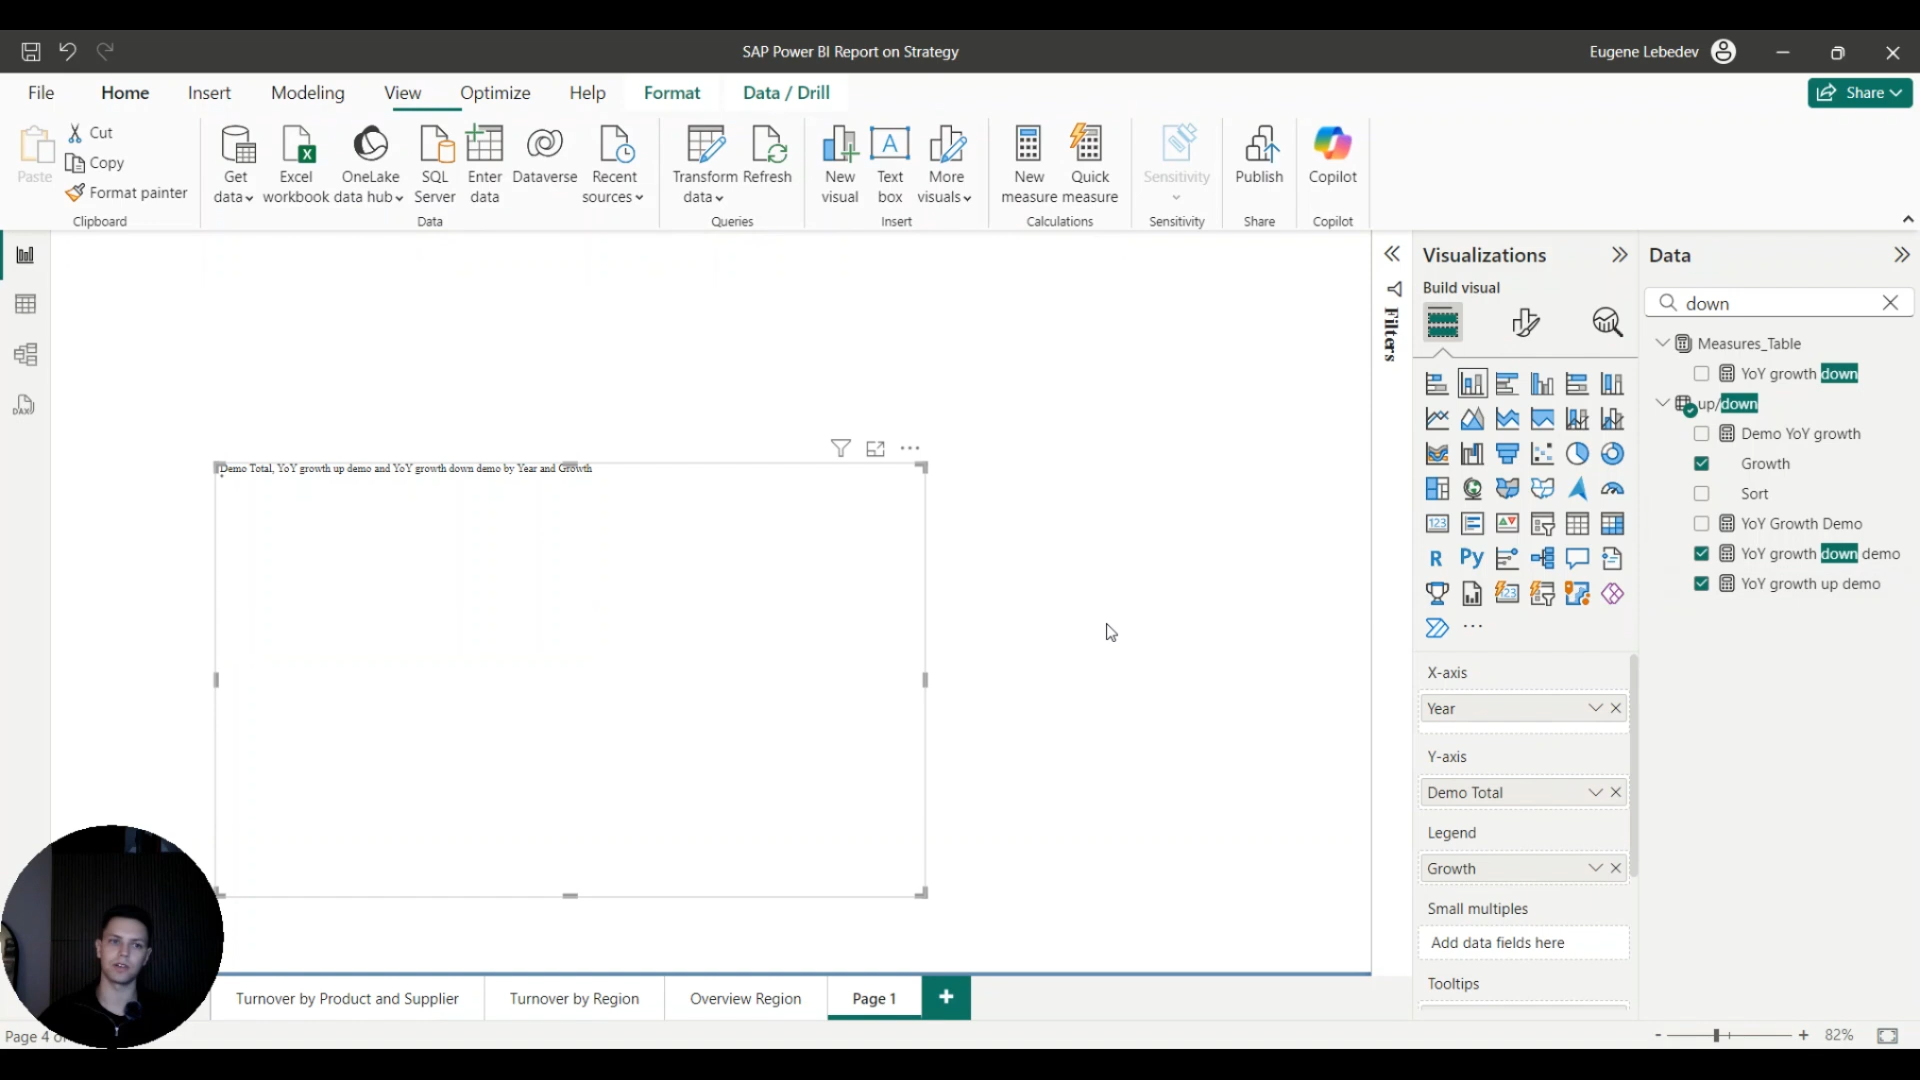 SAP Power BI Report on Strategy
Eugene Lebedev
File Home Insert Modeling View Optimize Help Format Data / Drill
Share
Paste
Cut
Copy
Format painter
Clipboard
Get data
Excel workbook
OneLake data hub
SQL Server
Enter data
Dataverse
Recent sources
Data
Transform data
Refresh
Queries
New visual
Text box
More visuals
Insert
New measure
Quick measure
Calculations
Sensitivity
Sensitivity
Publish
Share
Copilot
Copilot
DAX
Demo Total, YoY growth up demo and YoY growth down demo by Year and Growth
Filters
Visualizations
Build visual
123
R
Py
123
X-axis
Year
Y-axis
Demo Total
Legend
Growth
Small multiples
Add data fields here
Tooltips
Data
down
Measures_Table
YoY growth down
up/down
Demo YoY growth
Growth
Sort
YoY Growth Demo
YoY growth down demo
YoY growth up demo
Turnover by Product and Supplier
Turnover by Region
Overview Region
Page 1
+
Page 4
- + 82%